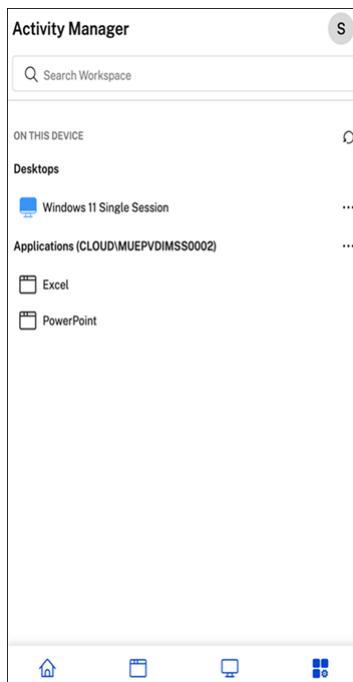 Activity Manager
S
Search Workspace
ON THIS DEVICE
Desktops
Windows 11 Single Session
Applications (CLOUD\MUEPVDIMSS0002)
Excel
PowerPoint